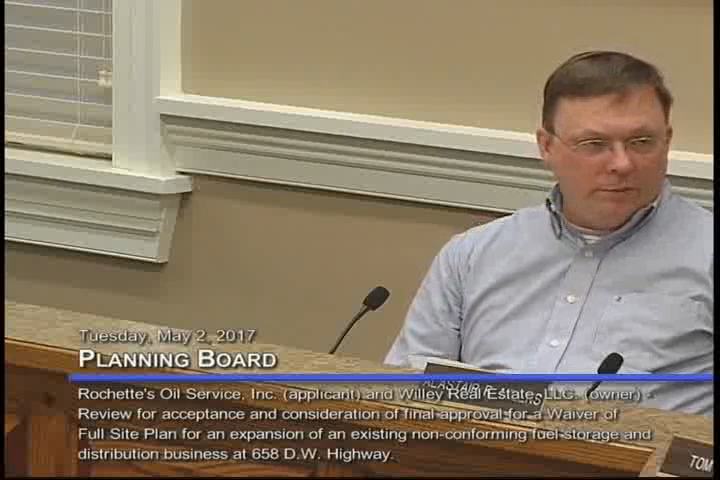 Tuesday, May 2, 2017
PLANNING BOARD
ALASTAIR
Rochette's Oil Service, Inc. (applicant) and Willey Real Estate, LLC. (owner) -
Review for acceptance and consideration of final approval for a Waiver of
Full Site Plan for an expansion of an existing non-conforming fuel storage and
distribution business at 658 D.W. Highway.
TOM